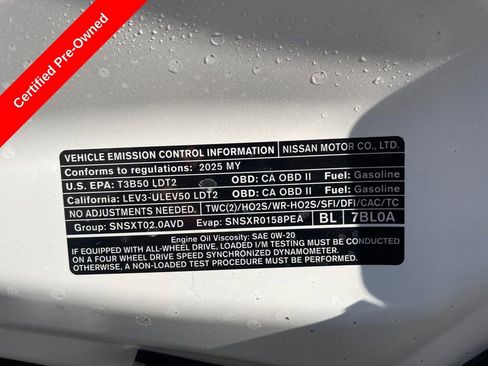 Certified Pre-Owned
VEHICLE EMISSION CONTROL INFORMATION NISSAN MOTOR CO., LTD.
Conforms to regulations: 2025 MY
U.S. EPA: T3B50 LDT2 OBD: CA OBD II Fuel: Gasoline
California: LEV3-ULEV50 LDT2 OBD: CA OBD II Fuel: Gasoline
NO ADJUSTMENTS NEEDED. TWC(2)/HO2S/WR-HO2S/SFI/DFI/CAC/TC
Group: SNSXT02.0AVD Evap: SNSXR0158PEA BL 7BL0A
Engine Oil Viscosity: SAE 0W-20
IF EQUIPPED WITH ALL-WHEEL DRIVE, LOADED I/M TESTING MUST BE CONDUCTED
ON A FOUR WHEEL DRIVE SPEED SYNCHRONIZED DYNAMOMETER.
OTHERWISE, A NON-LOADED TEST PROCEDURE MUST BE PERFORMED.